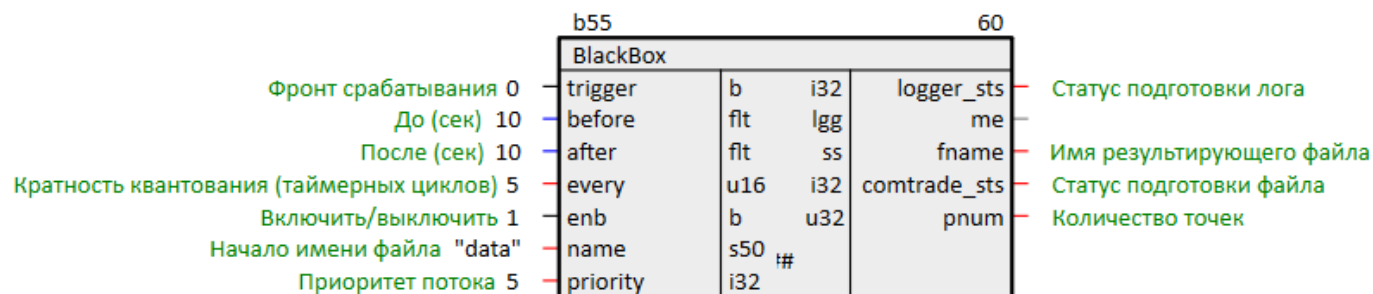 b55 60
BlackBox
Фронт срабатывания 0 trigger b i32 logger_sts Статус подготовки лога
До (сек) 10 before flt lgg me
После (сек) 10 after flt ss fname Имя результирующего файла
Кратность квантования (таймерных циклов) 5 every u16 i32 comtrade_sts Статус подготовки файла
Включить/выключить 1 enb b u32 pnum Количество точек
Начало имени файла "data" name s50
Приоритет потока 5 priority i32